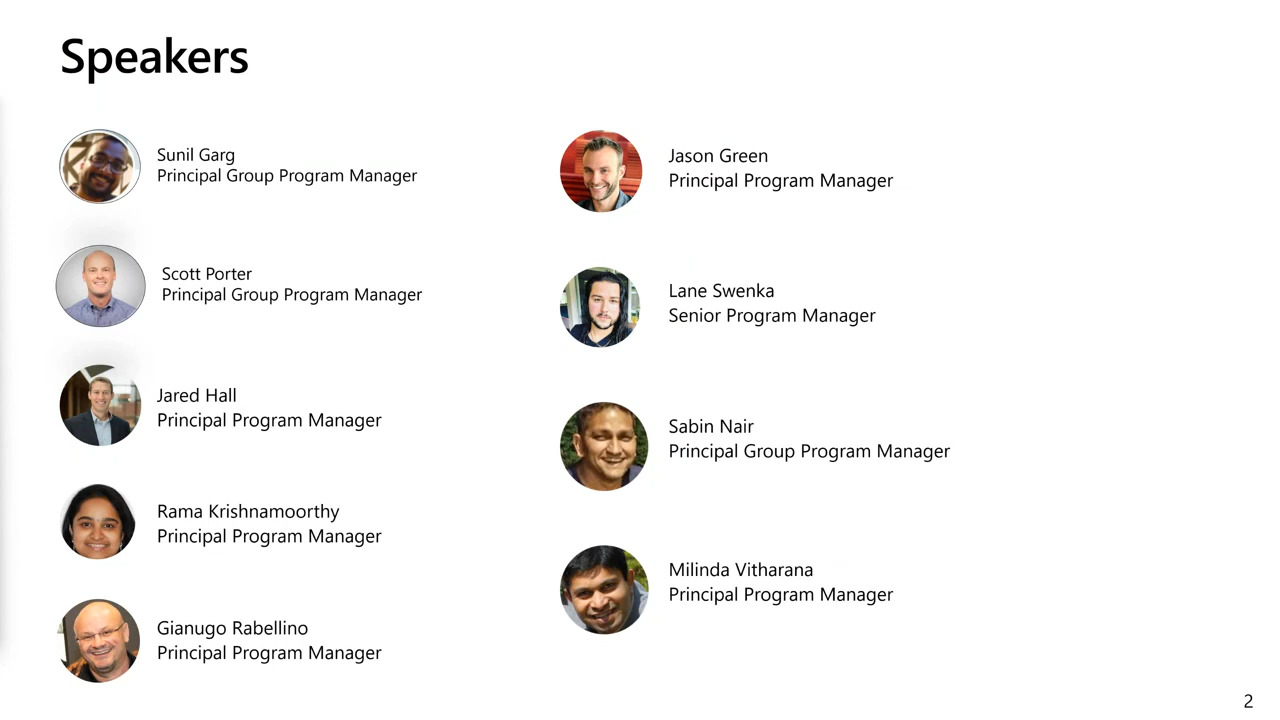 Speakers
Sunil Garg
Principal Group Program Manager
Scott Porter
Principal Group Program Manager
Jared Hall
Principal Program Manager
Rama Krishnamoorthy
Principal Program Manager
Gianugo Rabellino
Principal Program Manager
Jason Green
Principal Program Manager
Lane Swenka
Senior Program Manager
Sabin Nair
Principal Group Program Manager
Milinda Vitharana
Principal Program Manager
2